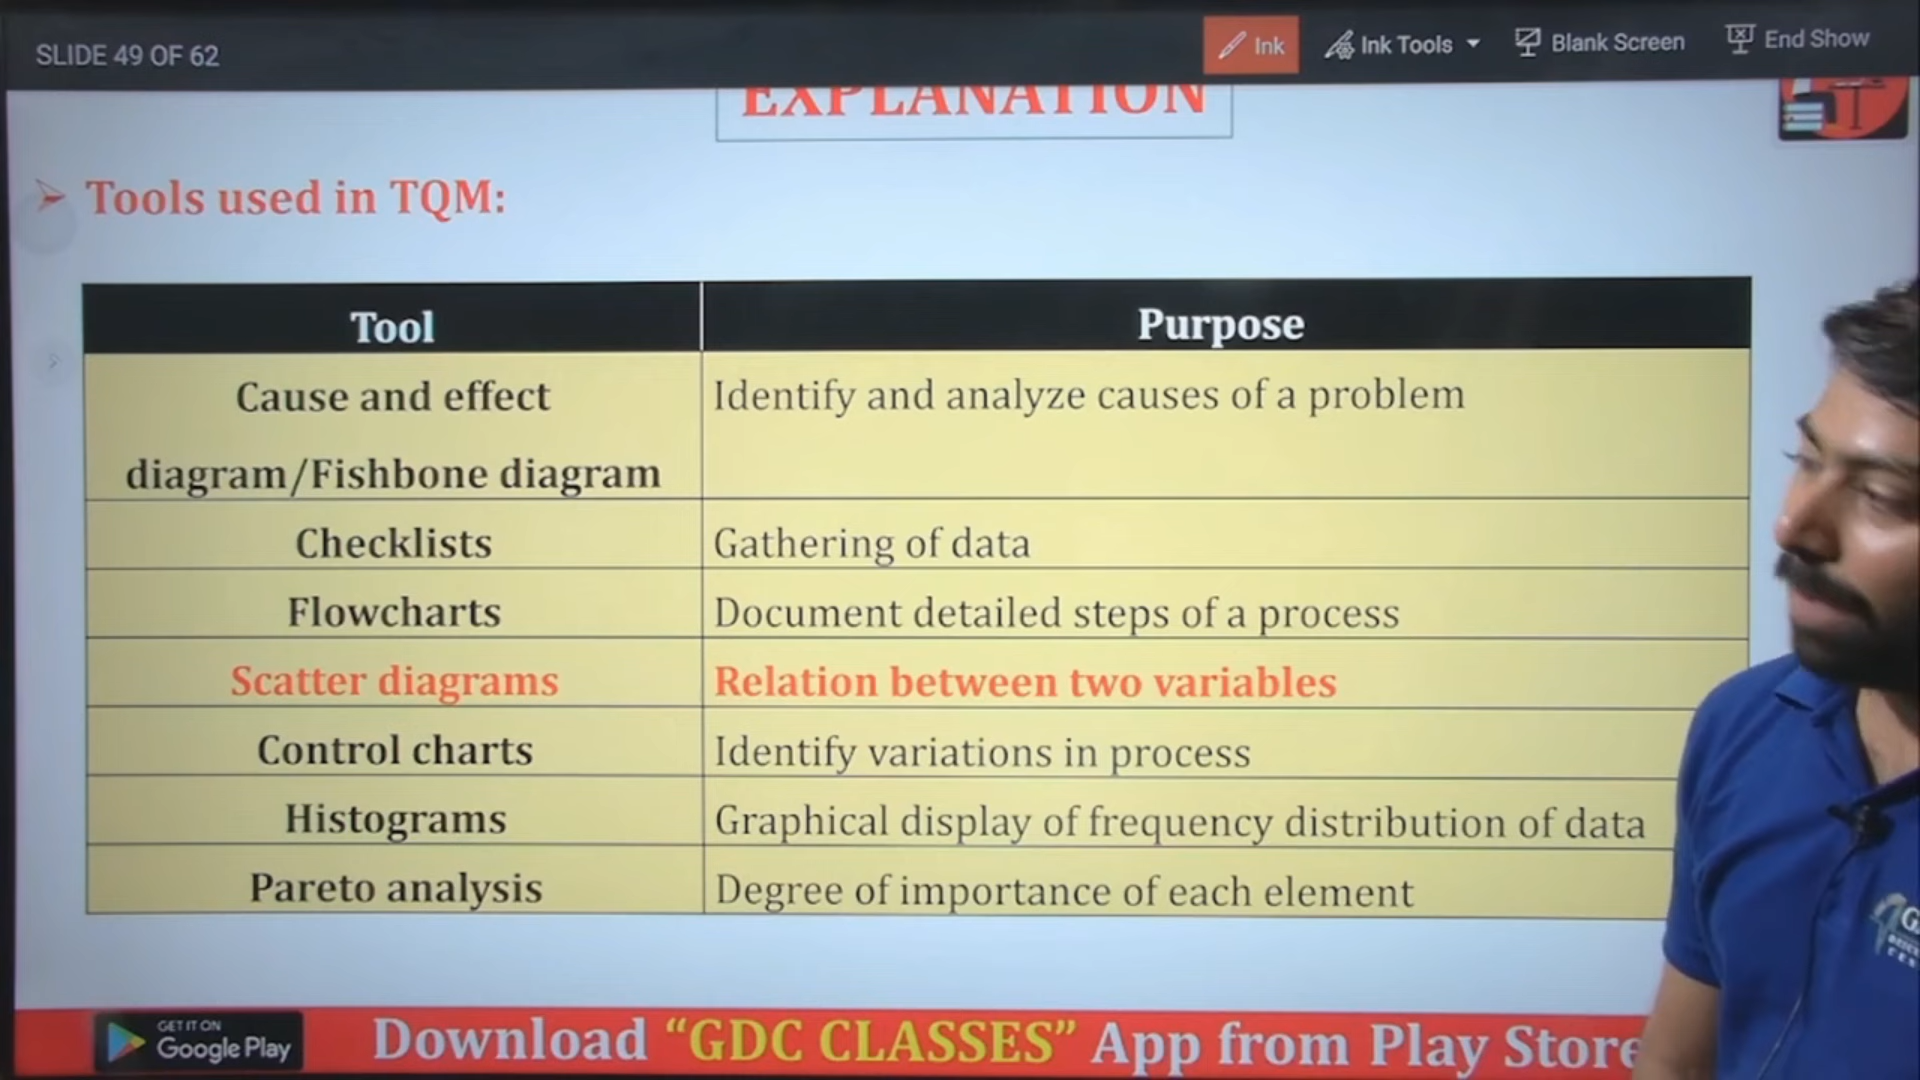 SLIDE 49 OF 62
Ink
Ink Tools
Blank Screen
End Show
EXPLANATION
Tools used in TQM:
Tool
Purpose
Cause and effect
diagram/Fishbone diagram
Identify and analyze causes of a problem
Checklists
Gathering of data
Flowcharts
Document detailed steps of a process
Scatter diagrams
Relation between two variables
Control charts
Identify variations in process
Histograms
Graphical display of frequency distribution of data
Pareto analysis
Degree of importance of each element
GET IT ON
Google Play
Download “GDC CLASSES” App from Play Store